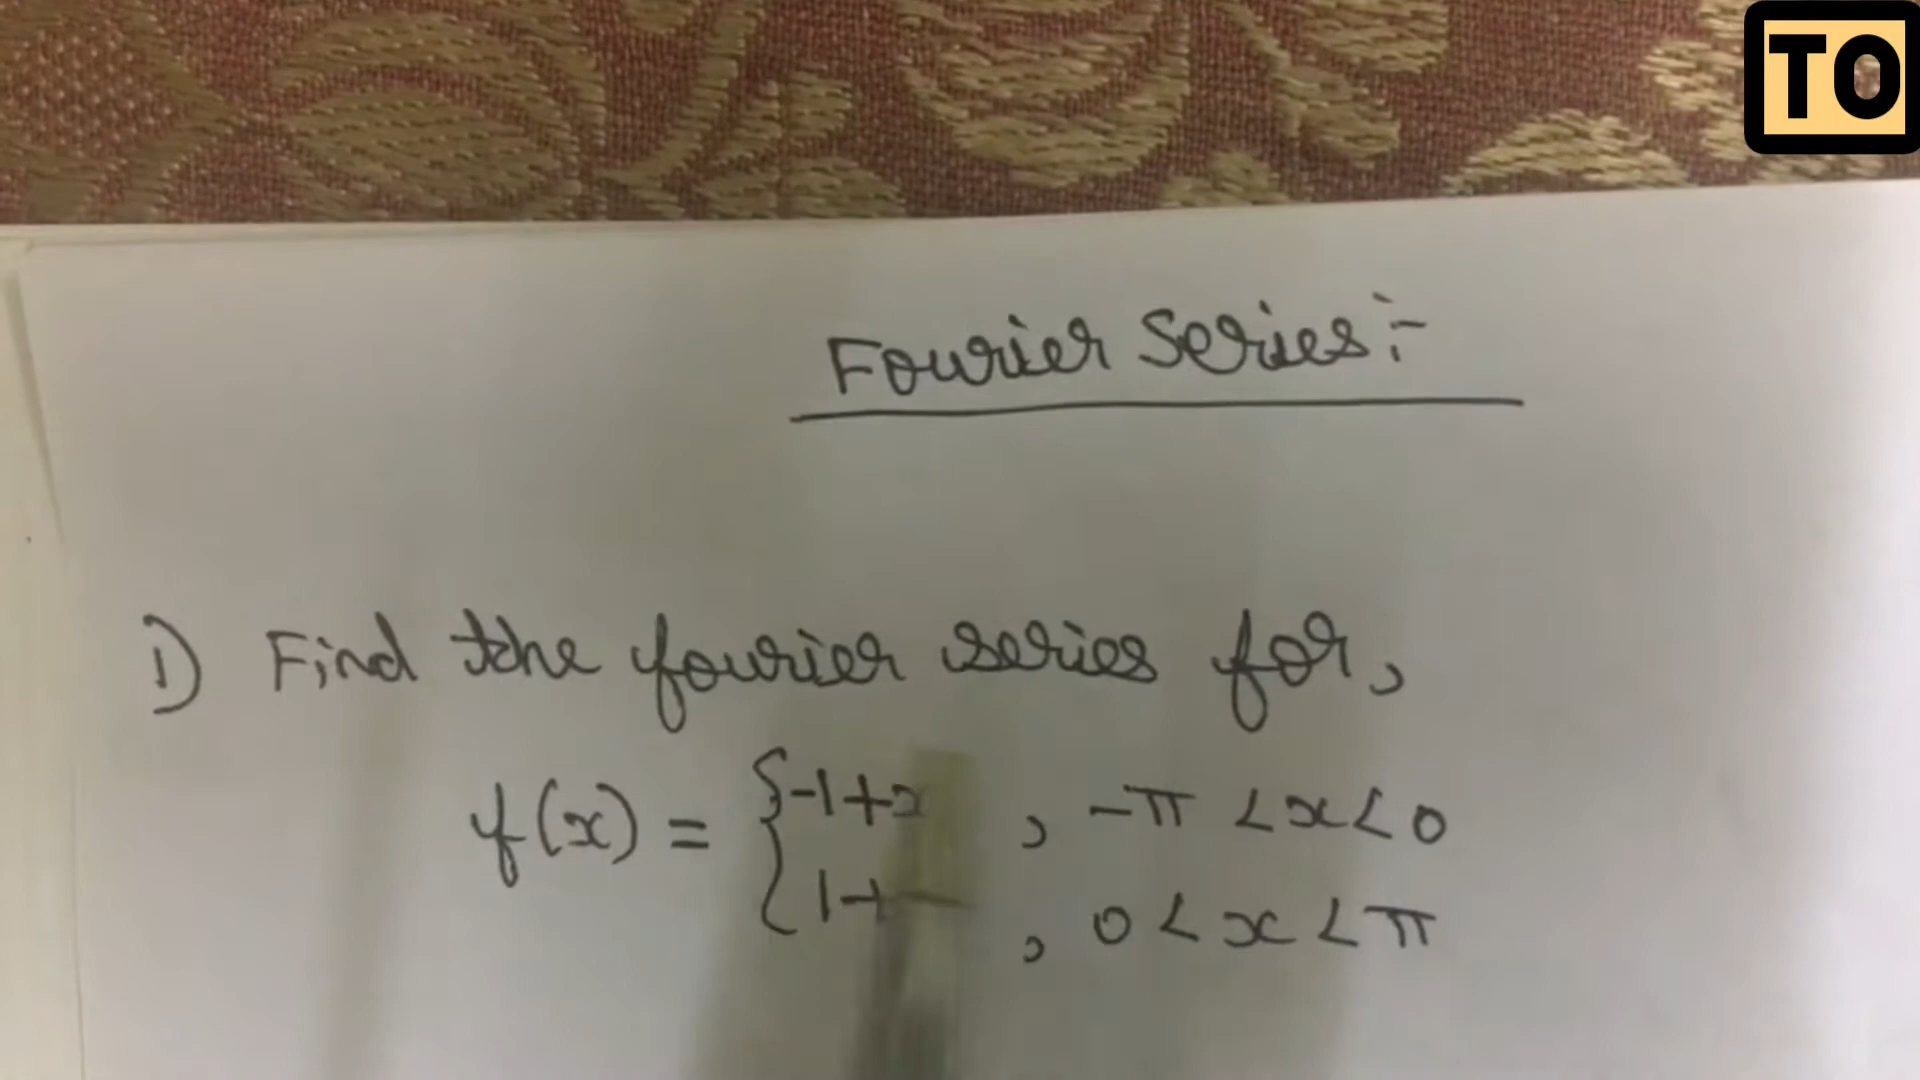 TO
Fourier Series:-
1) Find the fourier series for,
f(x) = { -1+x , -π < x < 0
1+ , 0 < x < π